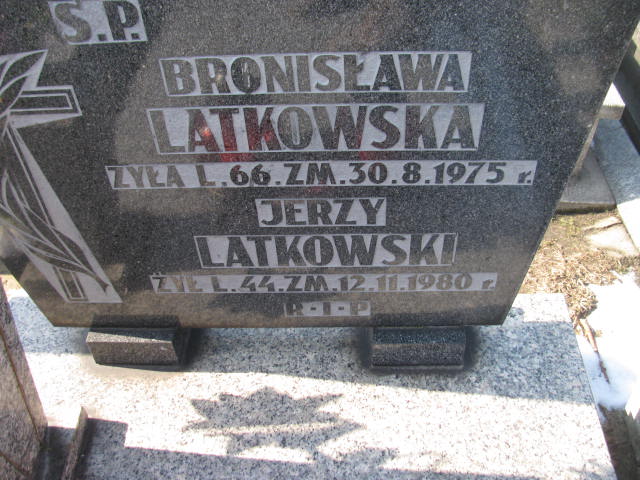 Ś.P.
BRONISŁAWA
LATKOWSKA
ŻYŁA L.66.ZM.30.8.1975 r.
JERZY
LATKOWSKI
ŻYŁ L.44.ZM.12.11.1980 r.
R-I-P